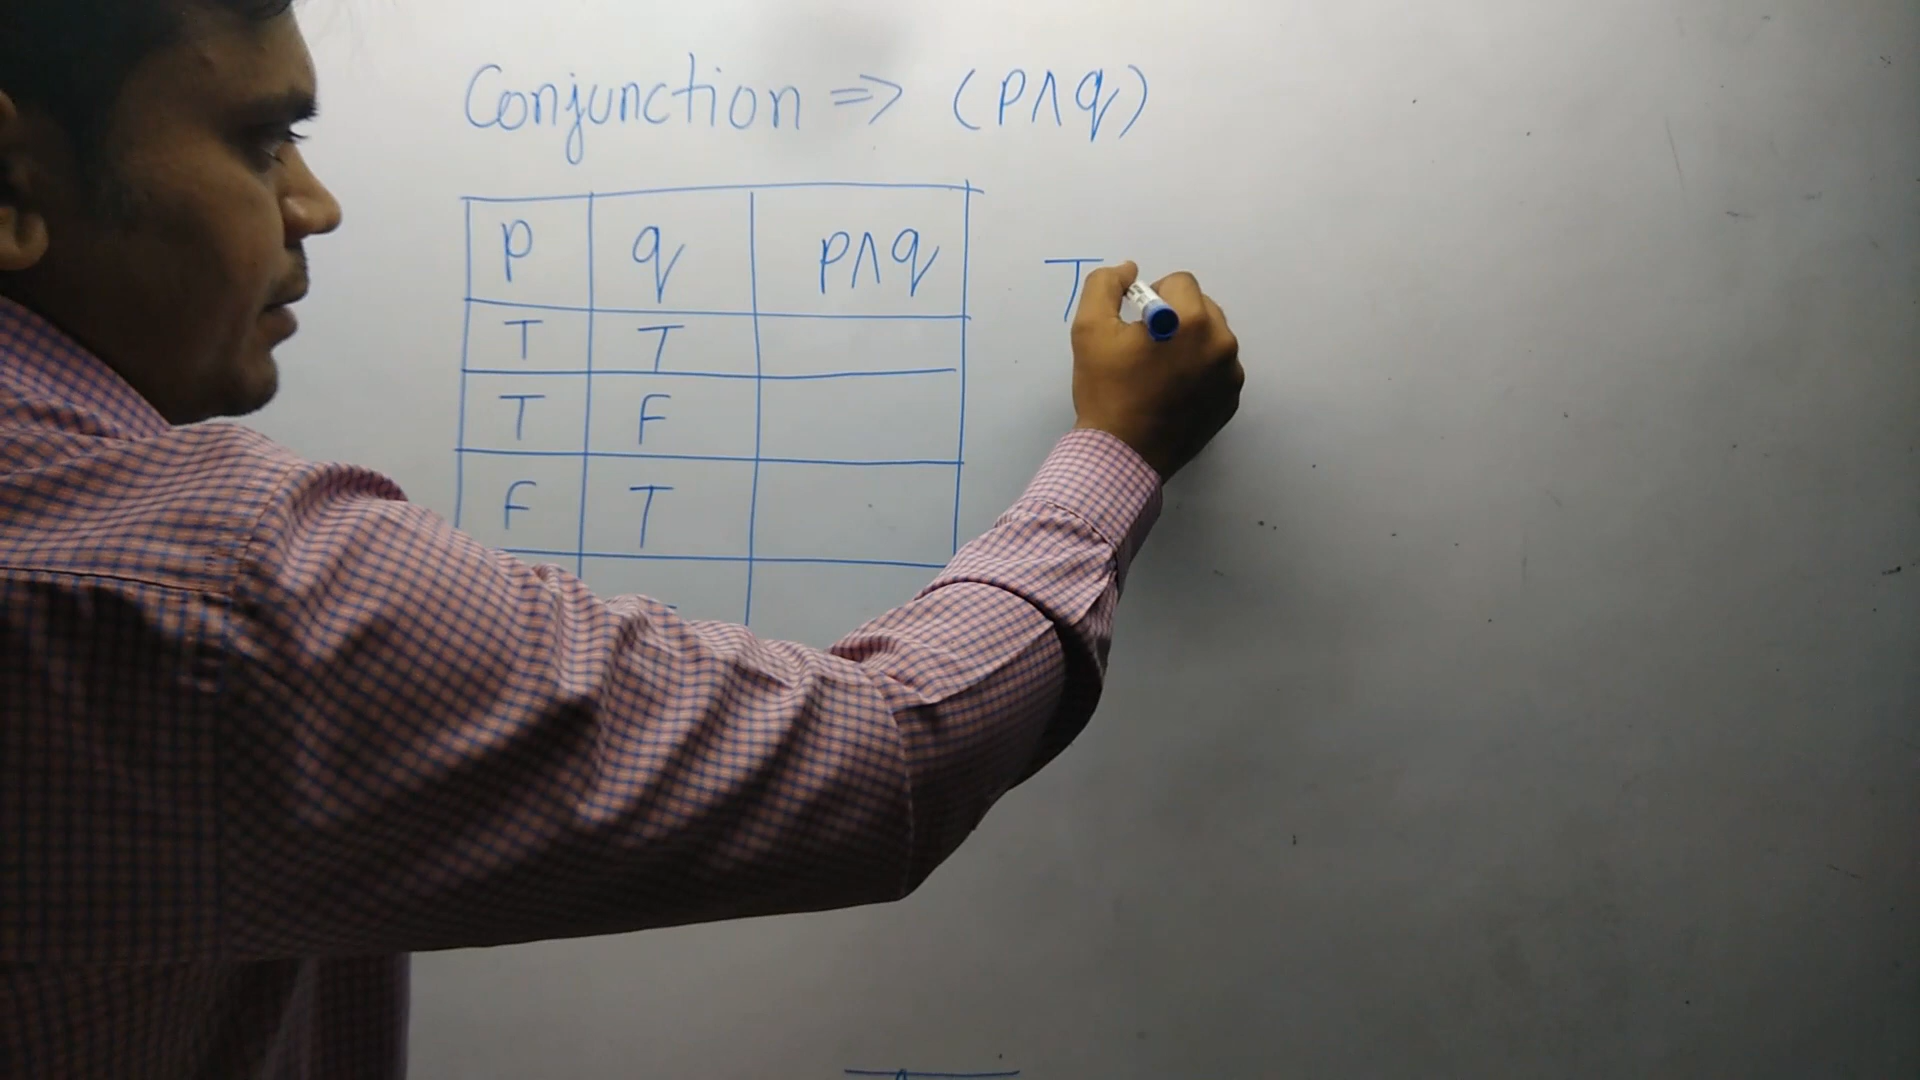 Conjunction => (p∧q)
p q p∧q
T
T T
T F
F T